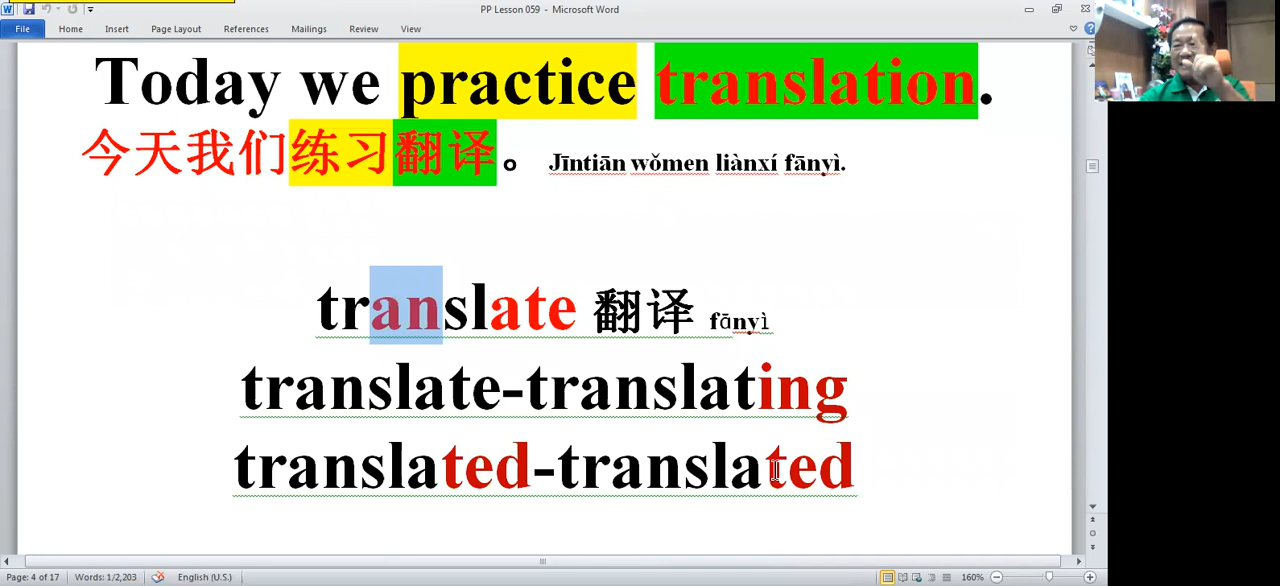 PP Lesson 059 - Microsoft Word
File Home Insert Page Layout References Mailings Review View
Today we practice translation.
今天我们练习翻译。 Jīntiān wǒmen liànxí fānyì.
translate 翻译 fānyì
translate-translating
translated-translated
Page: 4 of 17 Words: 1/2,203 English (U.S.) 160%